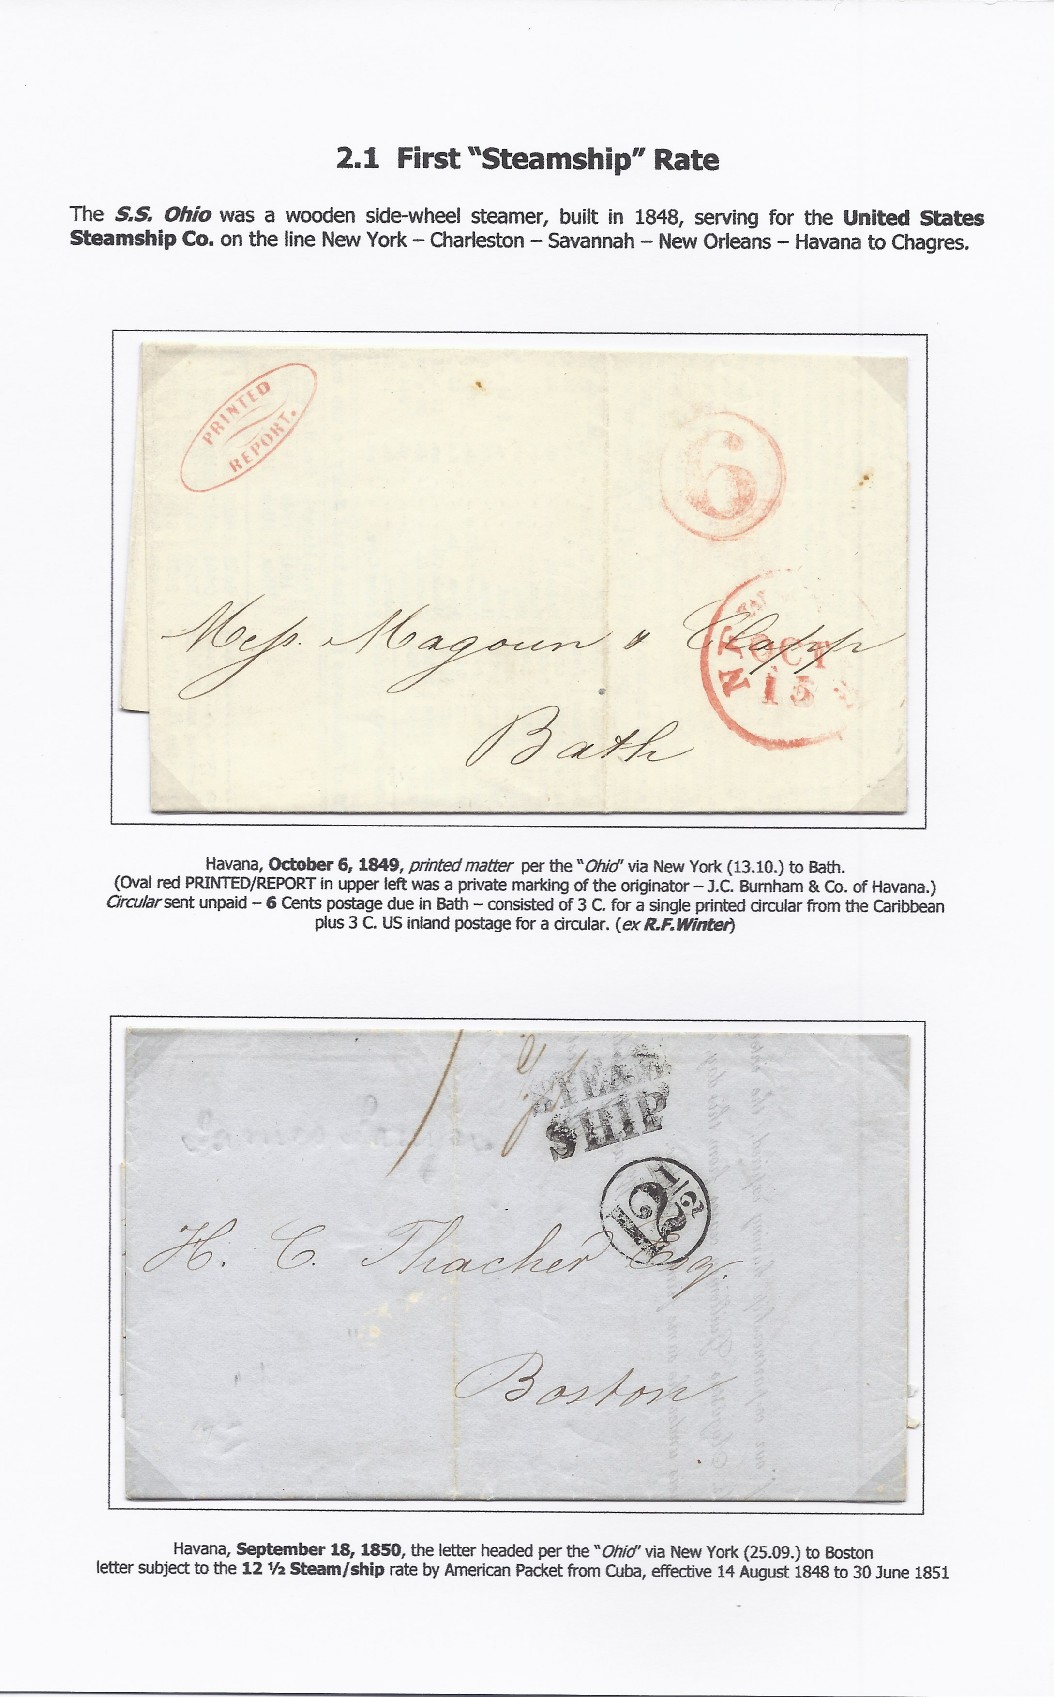 2.1 First "Steamship" Rate
The S.S. Ohio was a wooden side-wheel steamer, built in 1848, serving for the United States
Steamship Co. on the line New York – Charleston – Savannah – New Orleans – Havana to Chagres.
PRINTED
REPORT.
6
NEW
OCT
15
Mess. Magoun & Clapp
Bath
Havana, October 6, 1849, printed matter per the "Ohio" via New York (13.10.) to Bath.
(Oval red PRINTED/REPORT in upper left was a private marking of the originator – J.C. Burnham & Co. of Havana.)
Circular sent unpaid – 6 Cents postage due in Bath – consisted of 3 C. for a single printed circular from the Caribbean
plus 3 C. US inland postage for a circular. (ex R.F.Winter)
STEAM
SHIP
12 1/2
H. C. Thacher Esq.
Boston
Havana, September 18, 1850, the letter headed per the "Ohio" via New York (25.09.) to Boston
letter subject to the 12 ½ Steam/ship rate by American Packet from Cuba, effective 14 August 1848 to 30 June 1851